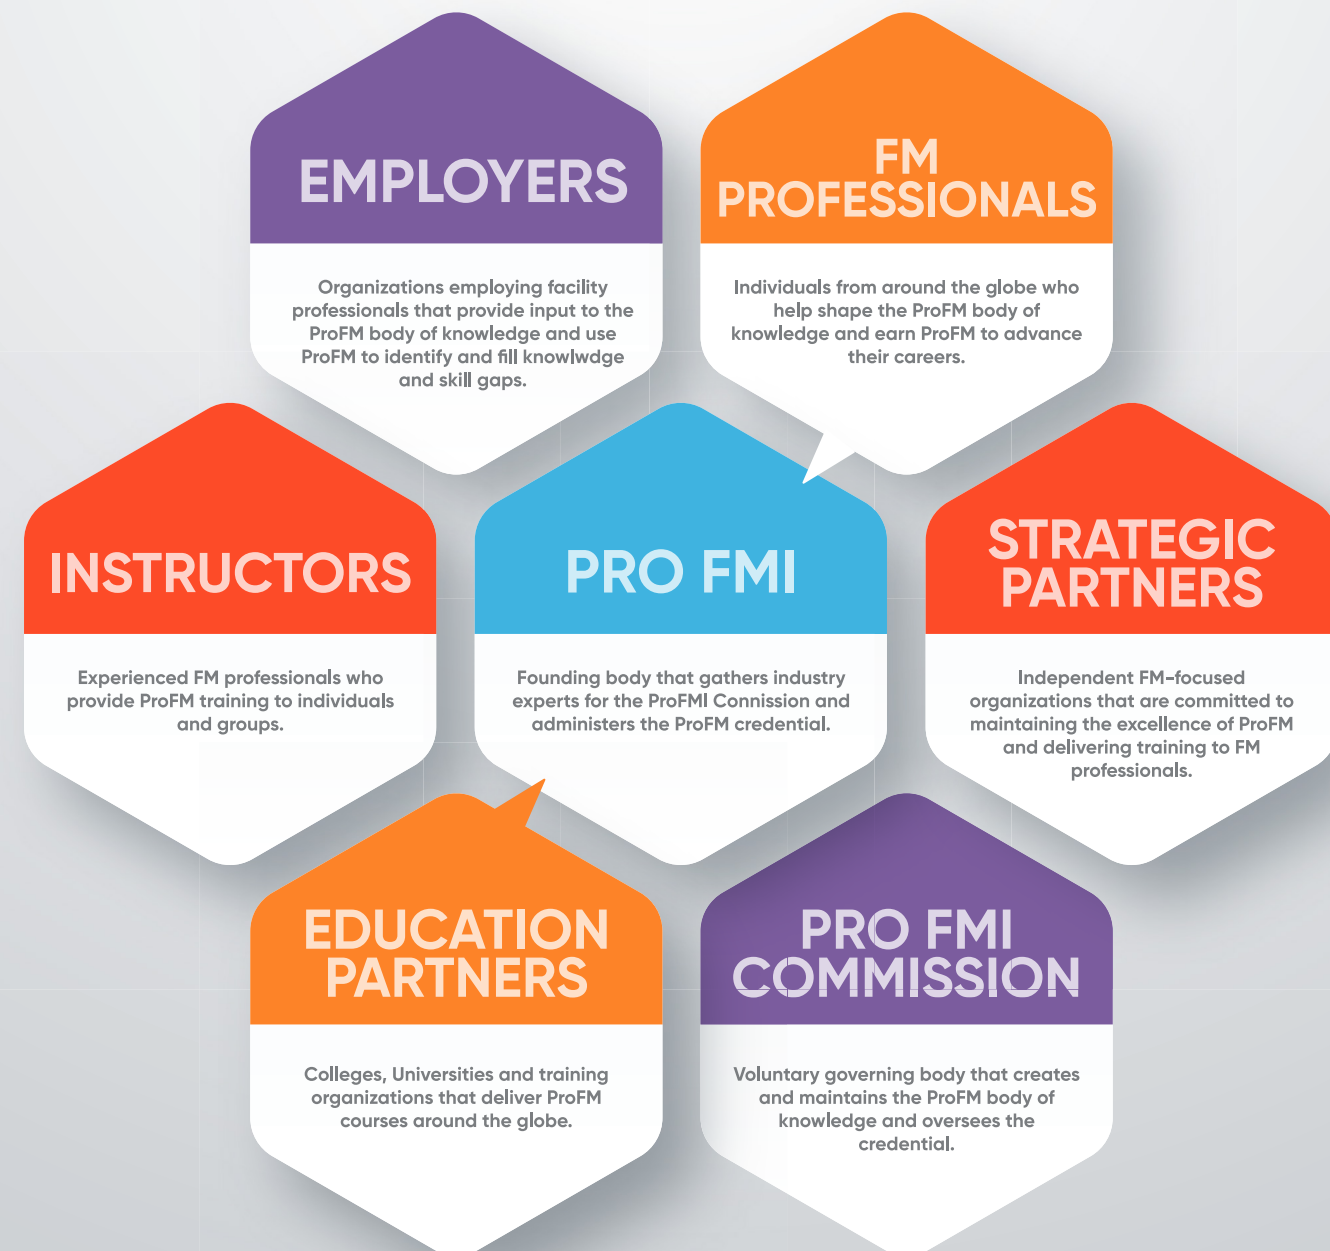 EMPLOYERS
Organizations employing facility
professionals that provide input to the
ProFM body of knowledge and use
ProFM to identify and fill knowlwdge
and skill gaps.
FM
PROFESSIONALS
Individuals from around the globe who
help shape the ProFM body of
knowledge and earn ProFM to advance
their careers.
INSTRUCTORS
Experienced FM professionals who
provide ProFM training to individuals
and groups.
PRO FMI
Founding body that gathers industry
experts for the ProFMI Connission and
administers the ProFM credential.
STRATEGIC
PARTNERS
Independent FM-focused
organizations that are committed to
maintaining the excellence of ProFM
and delivering training to FM
professionals.
EDUCATION
PARTNERS
Colleges, Universities and training
organizations that deliver ProFM
courses around the globe.
PRO FMI
COMMISSION
Voluntary governing body that creates
and maintains the ProFM body of
knowledge and oversees the
credential.